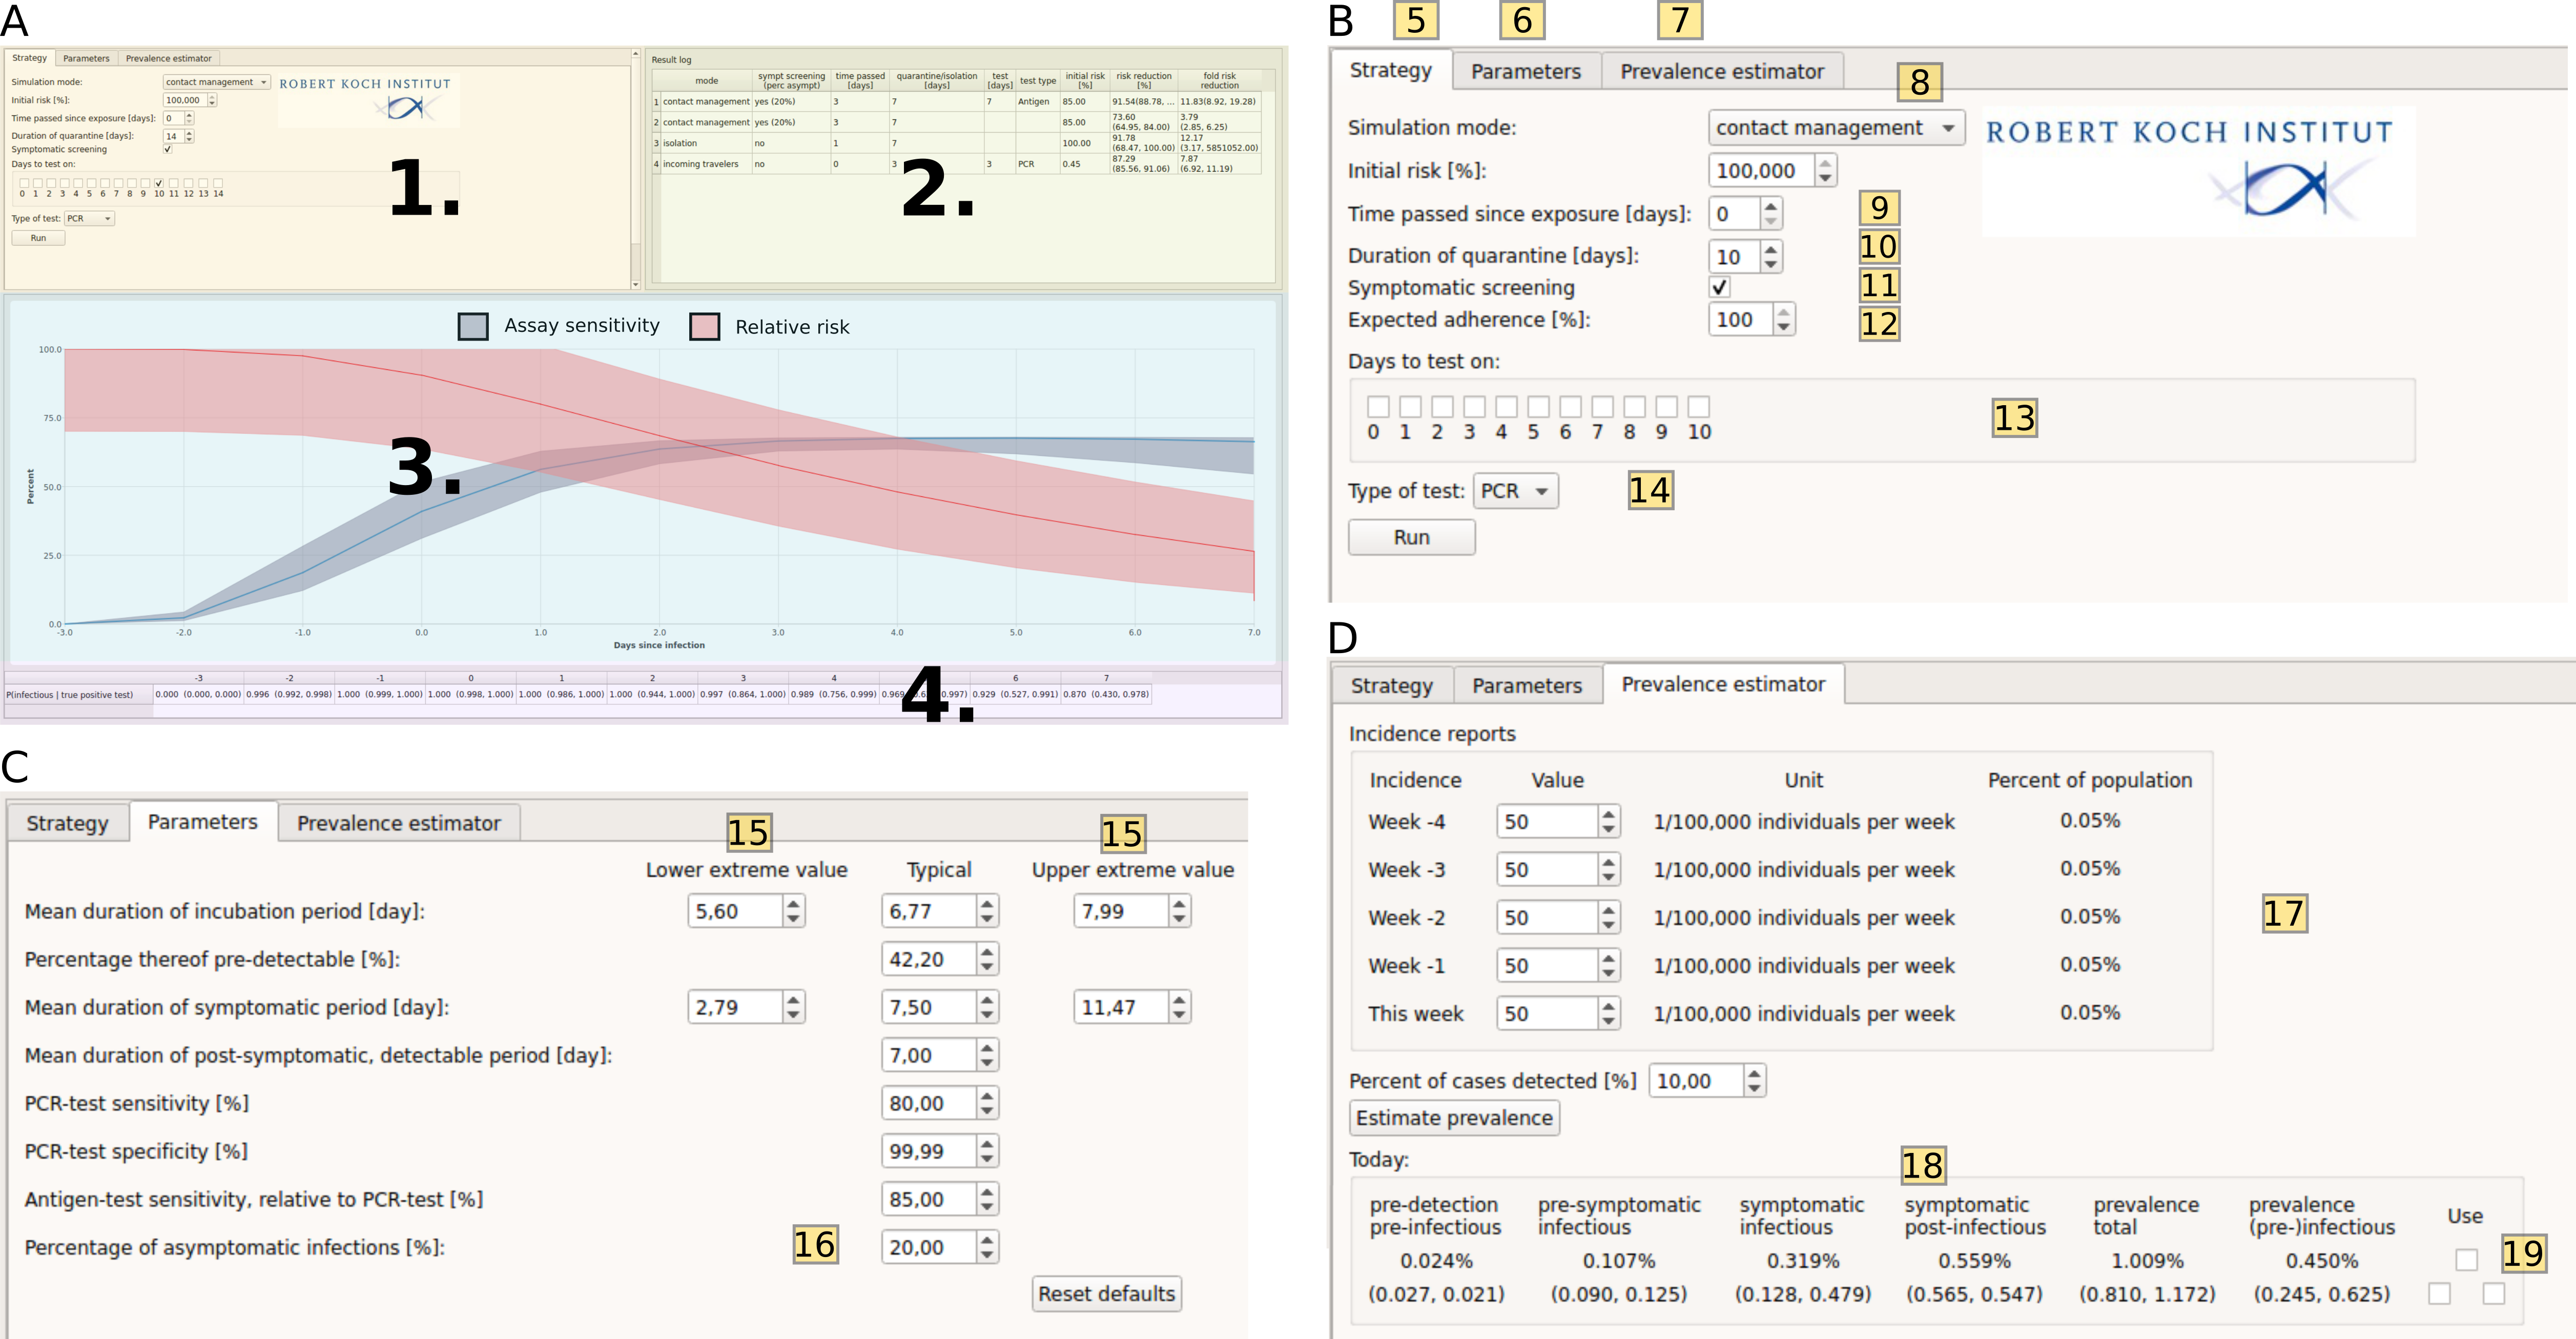 A
Strategy Parameters Prevalence estimator
Simulation mode: contact management
ROBERT KOCH INSTITUT
Initial risk [%]: 100,000
Time passed since exposure [days]: 0
Duration of quarantine [days]: 14
Symptomatic screening
Days to test on:
0 1 2 3 4 5 6 7 8 9 10 11 12 13 14
Type of test: PCR
Run
1.
Result log
mode sympt screening (perc asympt) time passed [days] quarantine/isolation [days] test [days] test type initial risk [%] risk reduction [%] fold risk reduction
1 contact management yes (20%) 3 7 7 Antigen 85.00 91.54(88.78, ... 11.83(8.92, 19.28)
2 contact management yes (20%) 3 7 85.00 73.60 (64.95, 84.00) 3.79 (2.85, 6.25)
3 isolation no 1 7 100.00 91.78 (68.47, 100.00) 12.17 (3.17, 5851052.00)
4 incoming travelers no 0 3 3 PCR 0.45 87.29 (85.56, 91.06) 7.87 (6.92, 11.19)
2.
Assay sensitivity Relative risk
100.0
75.0
50.0
25.0
0.0
Percent
-3.0 -2.0 -1.0 0.0 1.0 2.0 3.0 4.0 5.0 6.0 7.0
Days since infection
3.
-3 -2 -1 0 1 2 3 4 6 7
P(infectious | true positive test) 0.000 (0.000, 0.000) 0.996 (0.992, 0.998) 1.000 (0.999, 1.000) 1.000 (0.998, 1.000) 1.000 (0.986, 1.000) 1.000 (0.944, 1.000) 0.997 (0.864, 1.000) 0.989 (0.756, 0.999) 0.929 (0.527, 0.991) 0.870 (0.430, 0.978)
4.
B
5 6 7
Strategy Parameters Prevalence estimator
8
Simulation mode: contact management
ROBERT KOCH INSTITUT
Initial risk [%]: 100,000
Time passed since exposure [days]: 0 9
Duration of quarantine [days]: 10 10
Symptomatic screening 11
Expected adherence [%]: 100 12
Days to test on:
0 1 2 3 4 5 6 7 8 9 10
13
Type of test: PCR 14
Run
C
Strategy Parameters Prevalence estimator
15 15
Lower extreme value Typical Upper extreme value
Mean duration of incubation period [day]: 5,60 6,77 7,99
Percentage thereof pre-detectable [%]: 42,20
Mean duration of symptomatic period [day]: 2,79 7,50 11,47
Mean duration of post-symptomatic, detectable period [day]: 7,00
PCR-test sensitivity [%] 80,00
PCR-test specificity [%] 99,99
Antigen-test sensitivity, relative to PCR-test [%] 85,00
Percentage of asymptomatic infections [%]: 16 20,00
Reset defaults
D
Strategy Parameters Prevalence estimator
Incidence reports
Incidence Value Unit Percent of population
Week -4 50 1/100,000 individuals per week 0.05%
Week -3 50 1/100,000 individuals per week 0.05%
Week -2 50 1/100,000 individuals per week 0.05%
Week -1 50 1/100,000 individuals per week 0.05%
This week 50 1/100,000 individuals per week 0.05%
17
Percent of cases detected [%] 10,00
Estimate prevalence
Today:
18
pre-detection symptomatic pre-symptomatic symptomatic prevalence prevalence
pre-infectious infectious infectious post-infectious total (pre-)infectious Use
0.024% 0.107% 0.319% 0.559% 1.009% 0.450% 19
(0.027, 0.021) (0.090, 0.125) (0.128, 0.479) (0.565, 0.547) (0.810, 1.172) (0.245, 0.625)